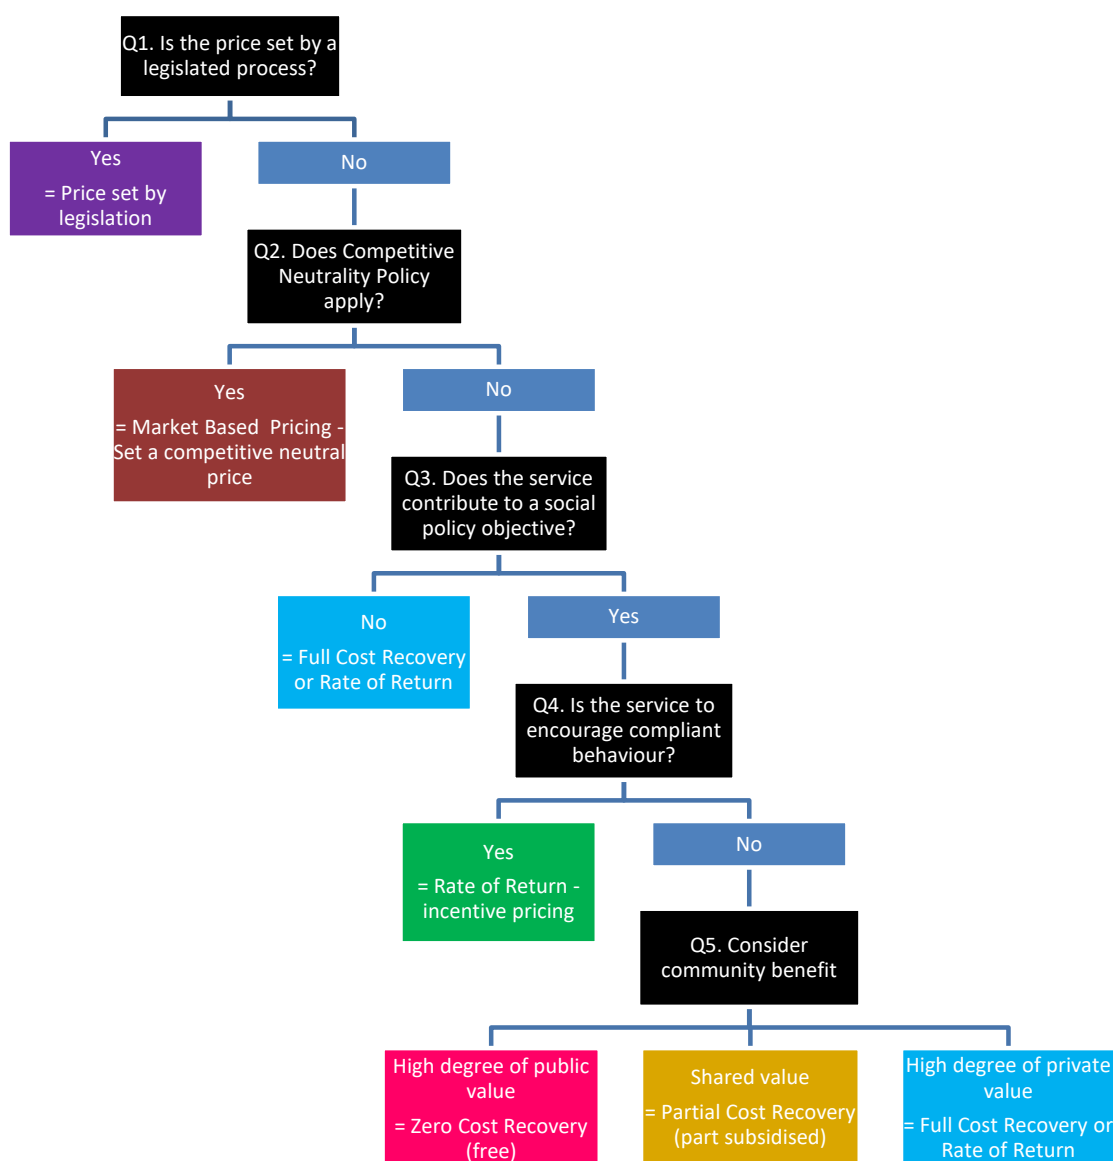 Q1. Is the price set by a
legislated process?
Yes
= Price set by
legislation
No
Q2. Does Competitive
Neutrality Policy
apply?
Yes
= Market Based  Pricing -
Set a competitive neutral
price
No
Q3. Does the service
contribute to a social
policy objective?
No
= Full Cost Recovery
or Rate of Return
Yes
Q4. Is the service to
encourage compliant
behaviour?
Yes
= Rate of Return -
incentive pricing
No
Q5. Consider
community benefit
High degree of public
value
= Zero Cost Recovery
(free)
Shared value
= Partial Cost Recovery
(part subsidised)
High degree of private
value
= Full Cost Recovery or
Rate of Return